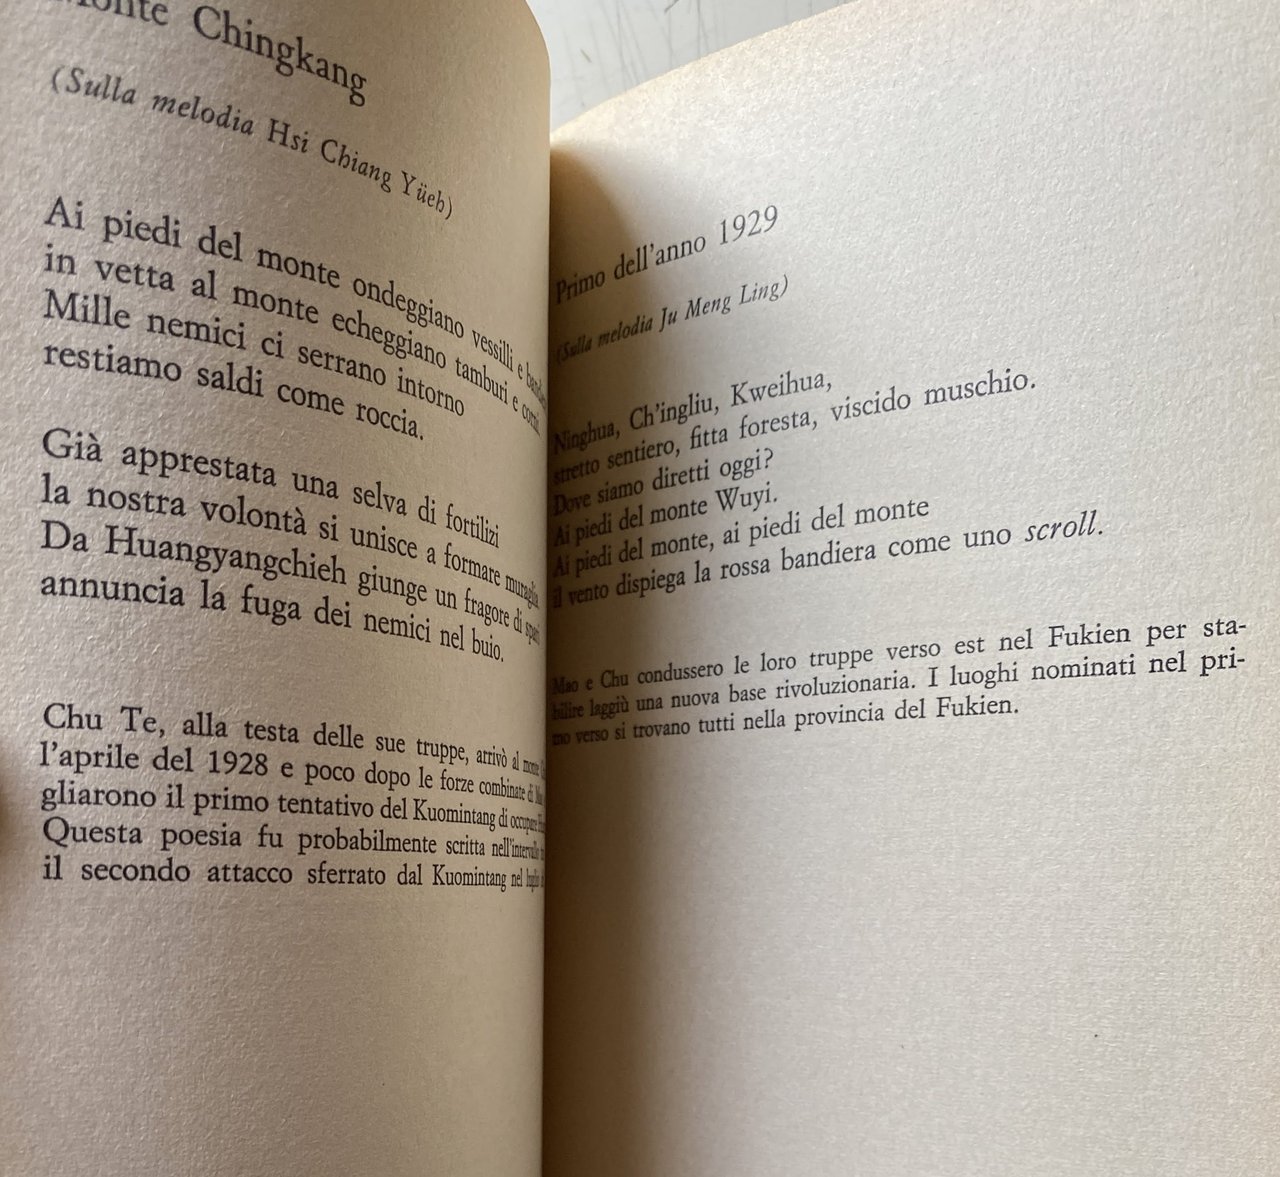 Monte Chingkang
(Sulla melodia Hsi Chiang Yüeh)
Ai piedi del monte ondeggiano vessilli e
in vetta al monte echeggiano tamburi e corni.
Mille nemici ci serrano intorno
restiamo saldi come roccia.
Già apprestata una selva di fortilizi
la nostra volontà si unisce a formare muraglia.
Da Huangyangchieh giunge un fragore di spari
annuncia la fuga dei nemici nel buio.
Chu Te, alla testa delle sue truppe, arrivò al monte
l'aprile del 1928 e poco dopo le forze combinate di
gliarono il primo tentativo del Kuomintang di occupare
Questa poesia fu probabilmente scritta nell'intervallo
il secondo attacco sferrato dal Kuomintang nel luglio
Primo dell'anno 1929
(Sulla melodia Ju Meng Ling)
Ninghua, Ch'ingliu, Kweihua,
stretto sentiero, fitta foresta, viscido muschio.
Dove siamo diretti oggi?
Ai piedi del monte Wuyi.
Ai piedi del monte, ai piedi del monte
il vento dispiega la rossa bandiera come uno scroll.
Mao e Chu condussero le loro truppe verso est nel Fukien per sta-
bilire laggiù una nuova base rivoluzionaria. I luoghi nominati nel pri-
mo verso si trovano tutti nella provincia del Fukien.